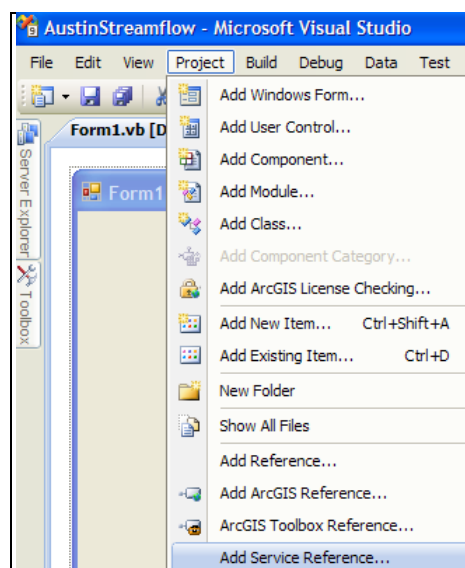 AustinStreamflow - Microsoft Visual Studio
File Edit View Project Build Debug Data Test
Form1.vb [D
Server Explorer
Toolbox
Form1
Add Windows Form...
Add User Control...
Add Component...
Add Module...
Add Class...
Add Component Category...
Add ArcGIS License Checking...
Add New Item... Ctrl+Shift+A
Add Existing Item... Ctrl+D
New Folder
Show All Files
Add Reference...
Add ArcGIS Reference...
ArcGIS Toolbox Reference...
Add Service Reference...